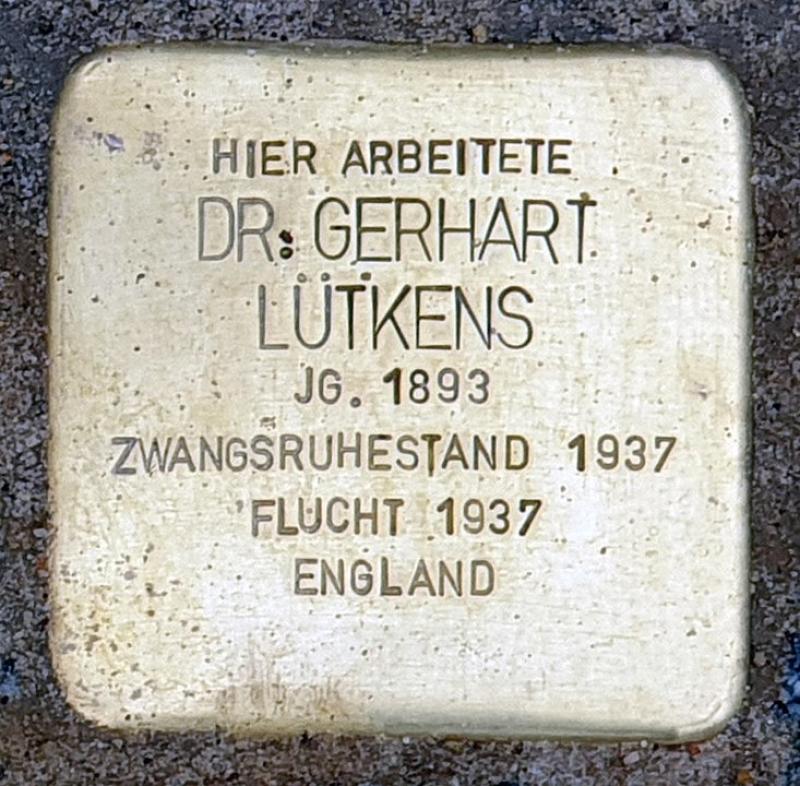 HIER ARBEITETE
DR. GERHART
LÜTKENS
JG. 1893
ZWANGSRUHESTAND 1937
FLUCHT 1937
ENGLAND